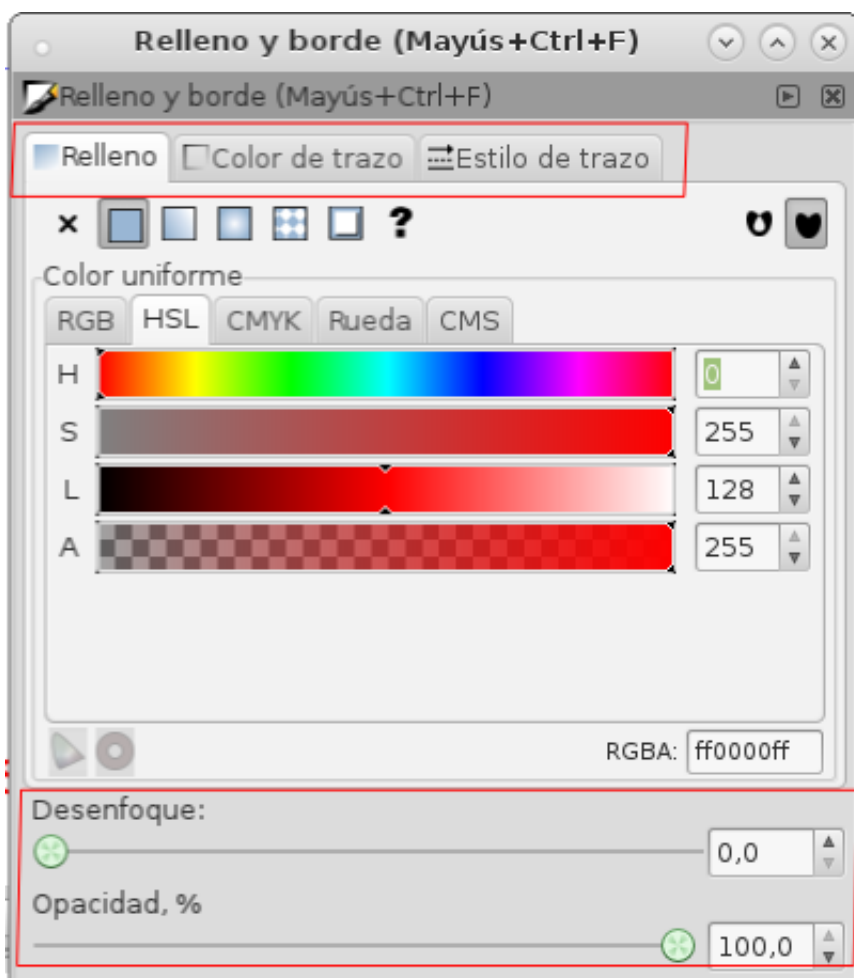 Relleno y borde (Mayús+Ctrl+F)
Relleno y borde (Mayús+Ctrl+F)
Relleno Color de trazo Estilo de trazo
?
Color uniforme
RGB HSL CMYK Rueda CMS
H 0
S 255
L 128
A 255
RGBA: ff0000ff
Desenfoque:
0,0
Opacidad, %
100,0